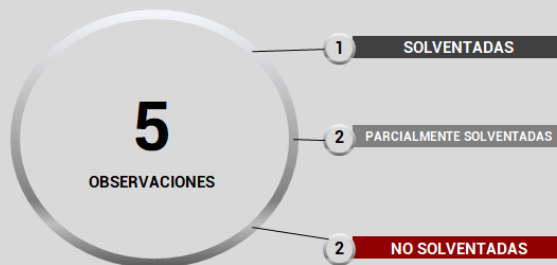 5
OBSERVACIONES
1 SOLVENTADAS
2 PARCIALMENTE SOLVENTADAS
2 NO SOLVENTADAS